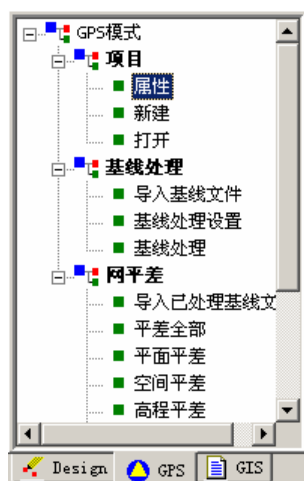 GPS模式
项目
属性
新建
打开
基线处理
导入基线文件
基线处理设置
基线处理
网平差
导入已处理基线文
平差全部
平面平差
空间平差
高程平差
Design GPS GIS